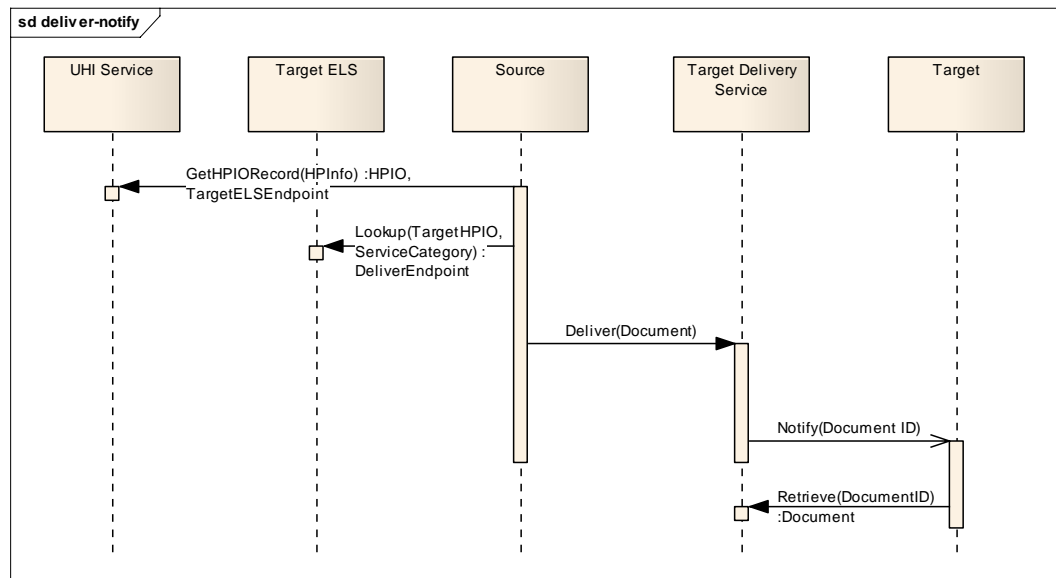 sd deliver-notify
UHI Service
Target ELS
Source
Target Delivery
Service
Target
GetHPIORecord(HPInfo) :HPIO,
TargetELSEndpoint
Lookup(TargetHPIO,
ServiceCategory) :
DeliverEndpoint
Deliver(Document)
Notify(Document ID)
Retrieve(DocumentID)
:Document